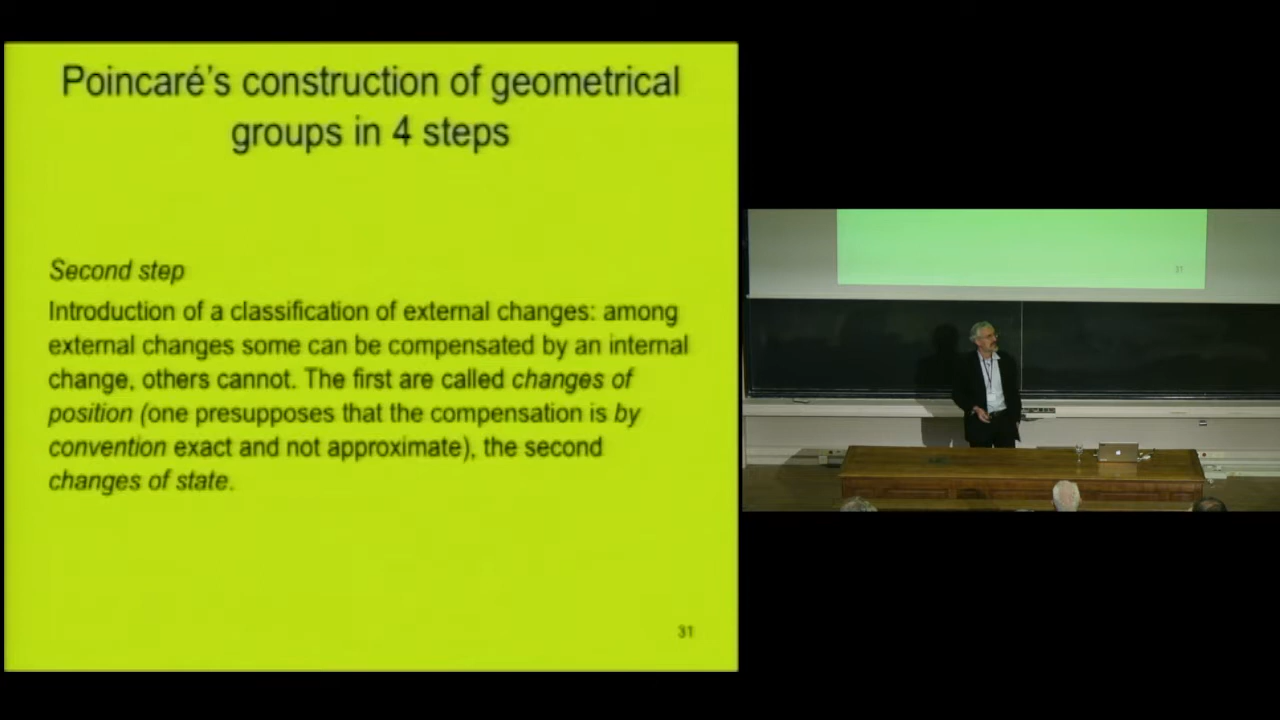 Poincaré's construction of geometrical
groups in 4 steps
Second step
Introduction of a classification of external changes: among
external changes some can be compensated by an internal
change, others cannot. The first are called changes of
position (one presupposes that the compensation is by
convention exact and not approximate), the second
changes of state.
31
31